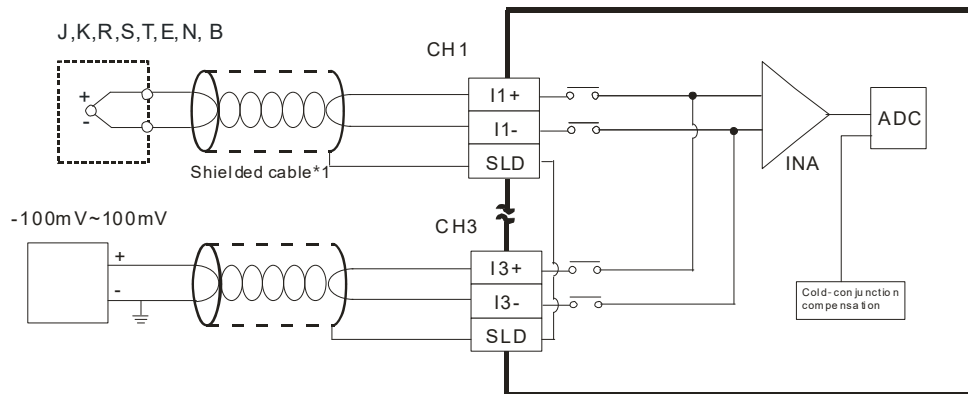 J,K,R,S,T,E,N, B
CH1
+
-
I1+
I1-
SLD
Shielded cable*1
INA
ADC
-100mV~100mV
CH3
+
-
I3+
I3-
SLD
Cold-conjunction
compensation